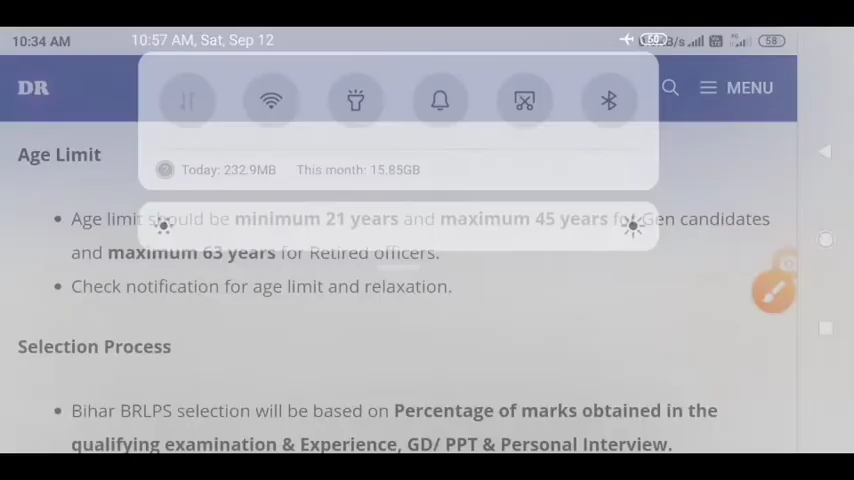 10:34 AM
10:57 AM, Sat, Sep 12
60
B/s
58
DR
MENU
Today: 232.9MB This month: 15.85GB
Age Limit
Age limit should be minimum 21 years and maximum 45 years for Gen candidates
and maximum 63 years for Retired officers.
Check notification for age limit and relaxation.
Selection Process
Bihar BRLPS selection will be based on Percentage of marks obtained in the
qualifying examination & Experience, GD/ PPT & Personal Interview.